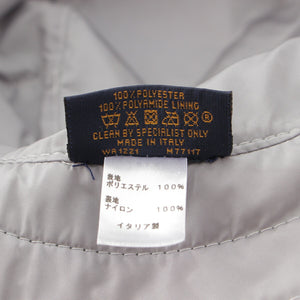 100% POLYESTER
100% POLYAMIDE LINING
CLEAN BY SPECIALIST ONLY
MADE IN ITALY
WA1221 M77117
表地
ポリエステル 100%
裏地
ナイロン 100%
イタリア製